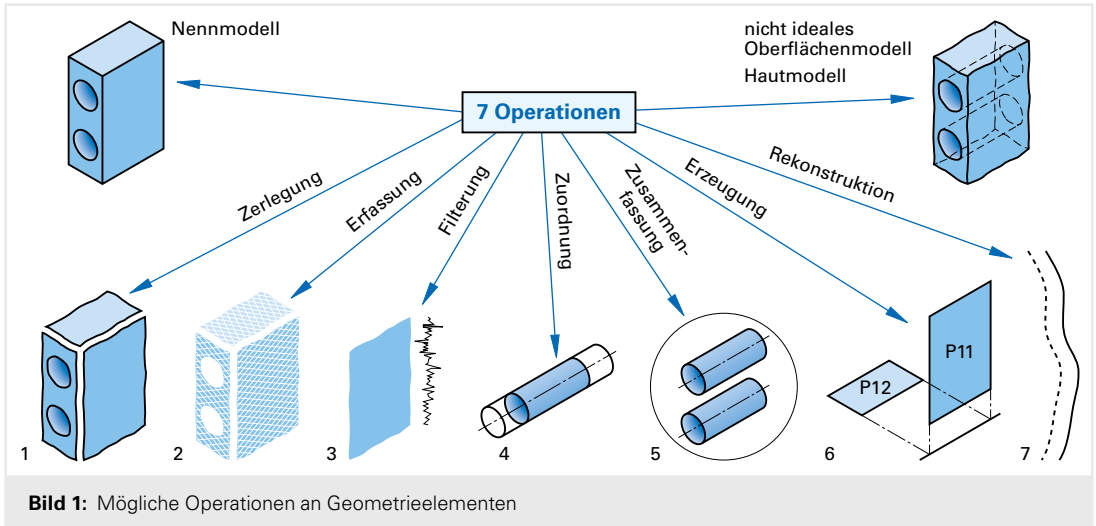 Nennmodell
nicht ideales
Oberflächenmodell
Hautmodell
7 Operationen
Zerlegung
Erfassung
Filterung
Zuordnung
Zusammen-
fassung
Erzeugung
Rekonstruktion
P11
P12
1
2
3
4
5
6
7
Bild 1: Mögliche Operationen an Geometrieelementen